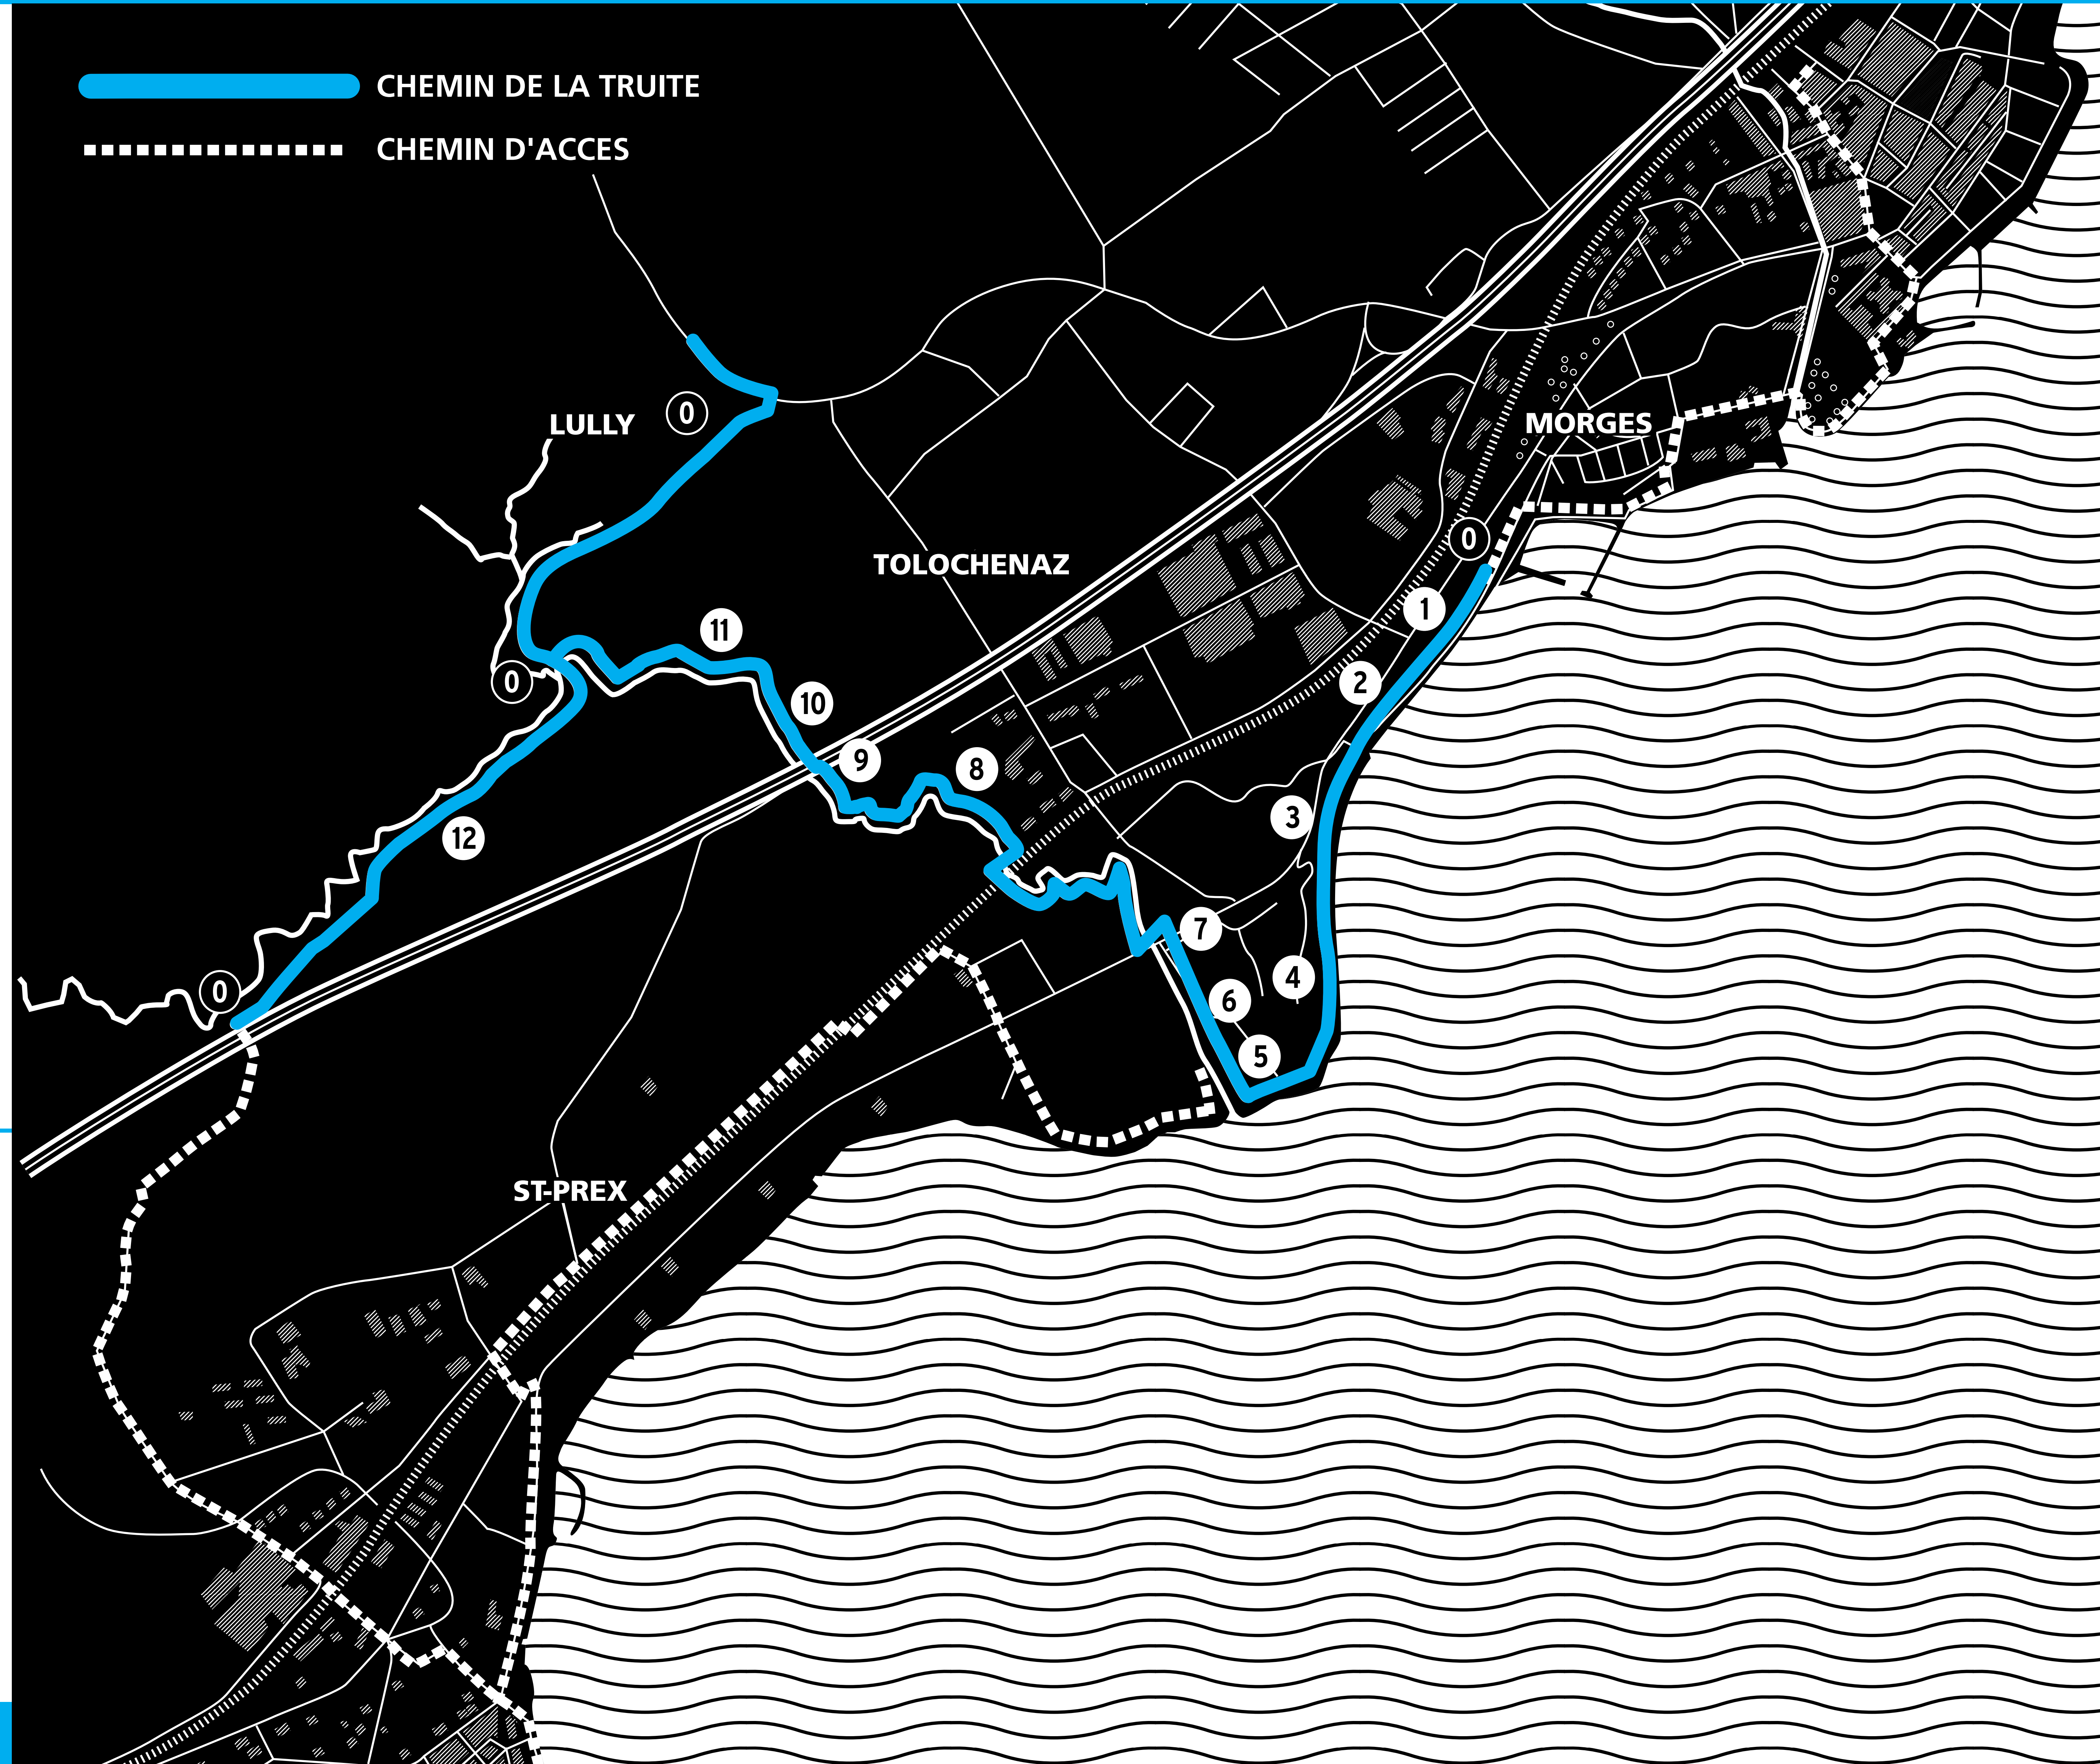 CHEMIN DE LA TRUITE
CHEMIN D'ACCES
LULLY
0
MORGES
0
TOLOCHENAZ
1
11
0
2
10
9
8
3
12
7
4
0
6
5
ST-PREX